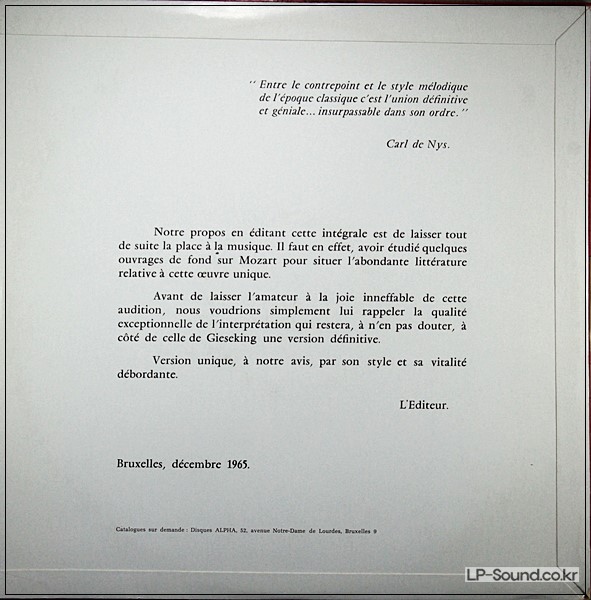 “ Entre le contrepoint et le style mélodique
de l’époque classique c’est l’union définitive
et géniale... insurpassable dans son ordre. ”
Carl de Nys.
Notre propos en éditant cette intégrale est de laisser tout
de suite la place à la musique. Il faut en effet, avoir étudié quelques
ouvrages de fond sur Mozart pour situer l’abondante littérature
relative à cette œuvre unique.
Avant de laisser l’amateur à la joie inneffable de cette
audition, nous voudrions simplement lui rappeler la qualité
exceptionnelle de l’interprétation qui restera, à n’en pas douter, à
côté de celle de Gieseking une version définitive.
Version unique, à notre avis, par son style et sa vitalité
débordante.
L’Editeur.
Bruxelles, décembre 1965.
Catalogues sur demande : Disques ALPHA, 52, avenue Notre-Dame de Lourdes, Bruxelles 9
LP-Sound.co.kr